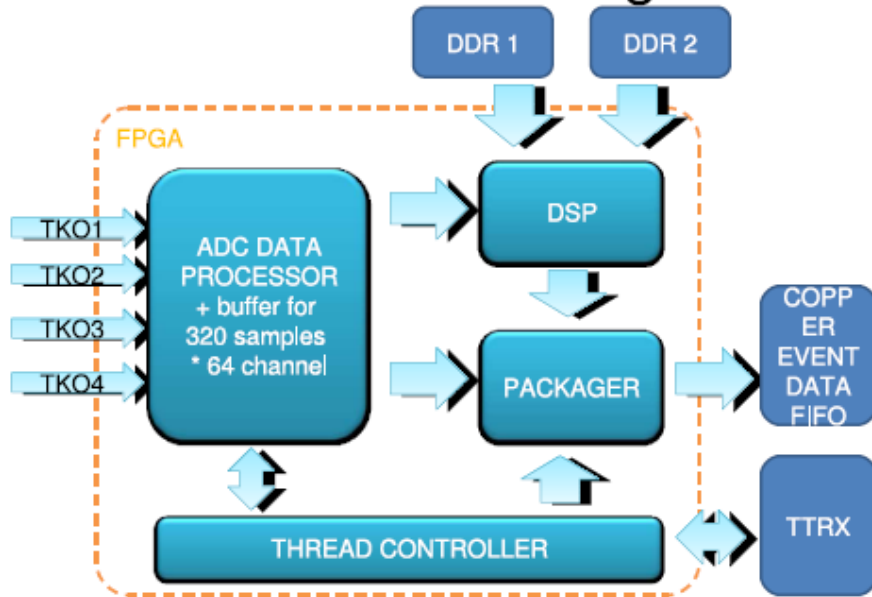 DDR 1
DDR 2
FPGA
TKO1
TKO2
TKO3
TKO4
ADC DATA
PROCESSOR
+ buffer for
320 samples
* 64 channel
DSP
PACKAGER
COPP
ER
EVENT
DATA
FIFO
THREAD CONTROLLER
TTRX